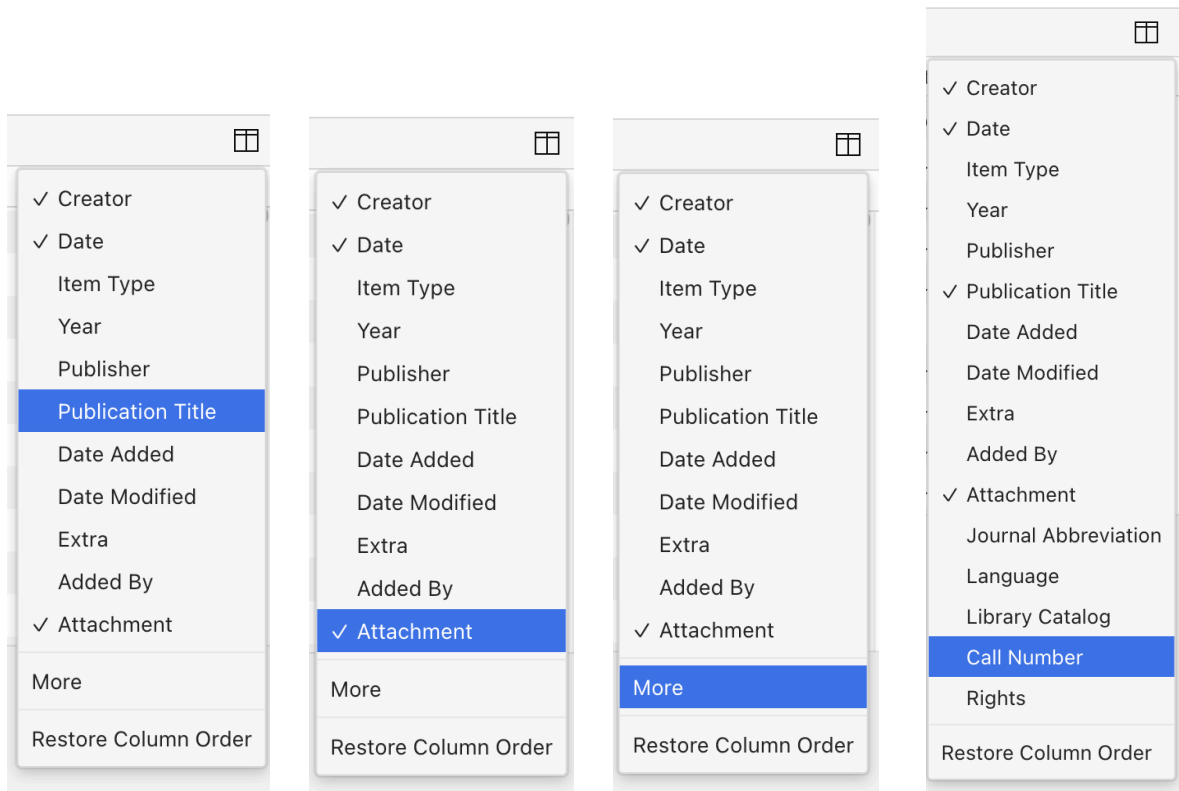 Creator
Date
Item Type
Year
Publisher
Publication Title
Date Added
Date Modified
Extra
Added By
Attachment
More
Restore Column Order
Creator
Date
Item Type
Year
Publisher
Publication Title
Date Added
Date Modified
Extra
Added By
Attachment
More
Restore Column Order
Creator
Date
Item Type
Year
Publisher
Publication Title
Date Added
Date Modified
Extra
Added By
Attachment
More
Restore Column Order
Creator
Date
Item Type
Year
Publisher
Publication Title
Date Added
Date Modified
Extra
Added By
Attachment
Journal Abbreviation
Language
Library Catalog
Call Number
Rights
Restore Column Order